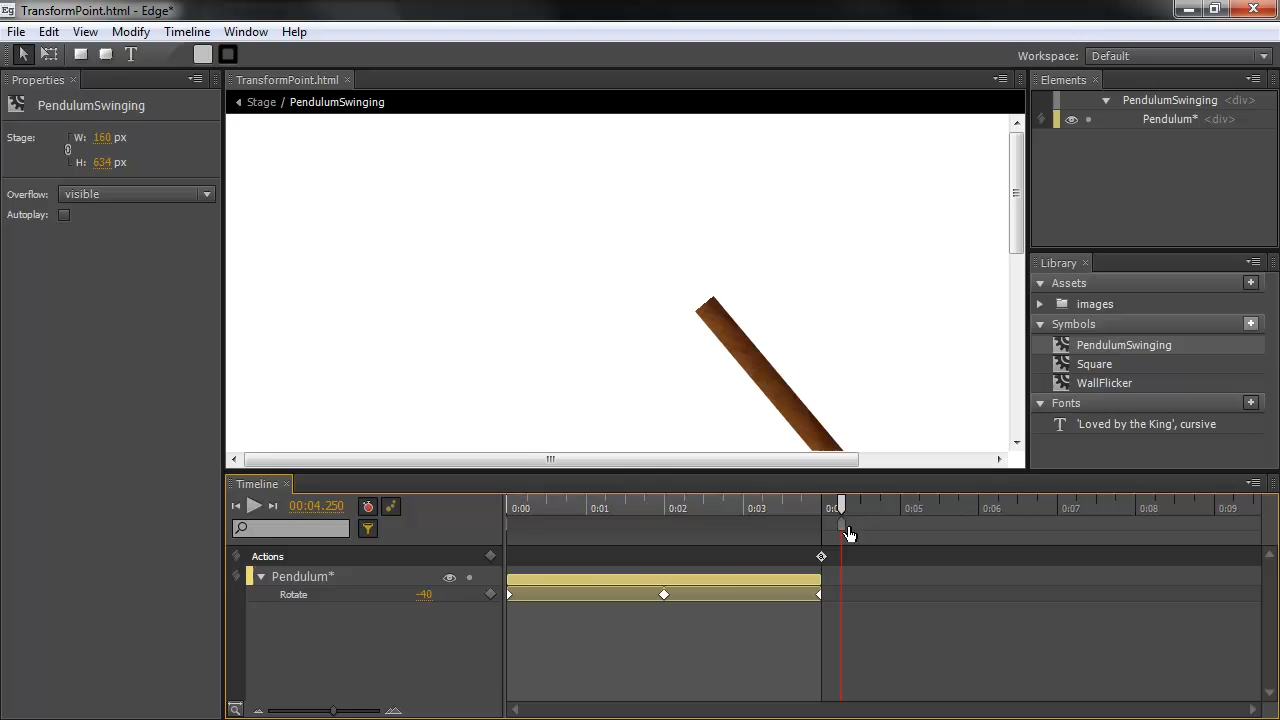 Eg TransformPoint.html - Edge*
File Edit View Modify Timeline Window Help
T Workspace: Default
Properties TransformPoint.html Elements
PendulumSwinging Stage / PendulumSwinging PendulumSwinging <div>
Pendulum* <div>
Stage: W: 160 px
H: 634 px
Overflow: visible
Autoplay:
Library
Assets
images
Symbols
PendulumSwinging
Square
WallFlicker
Fonts
T 'Loved by the King', cursive
Timeline
00:04.250 0:00 0:01 0:02 0:03 0:05 0:06 0:07 0:08 0:09
Actions
Pendulum*
Rotate -40